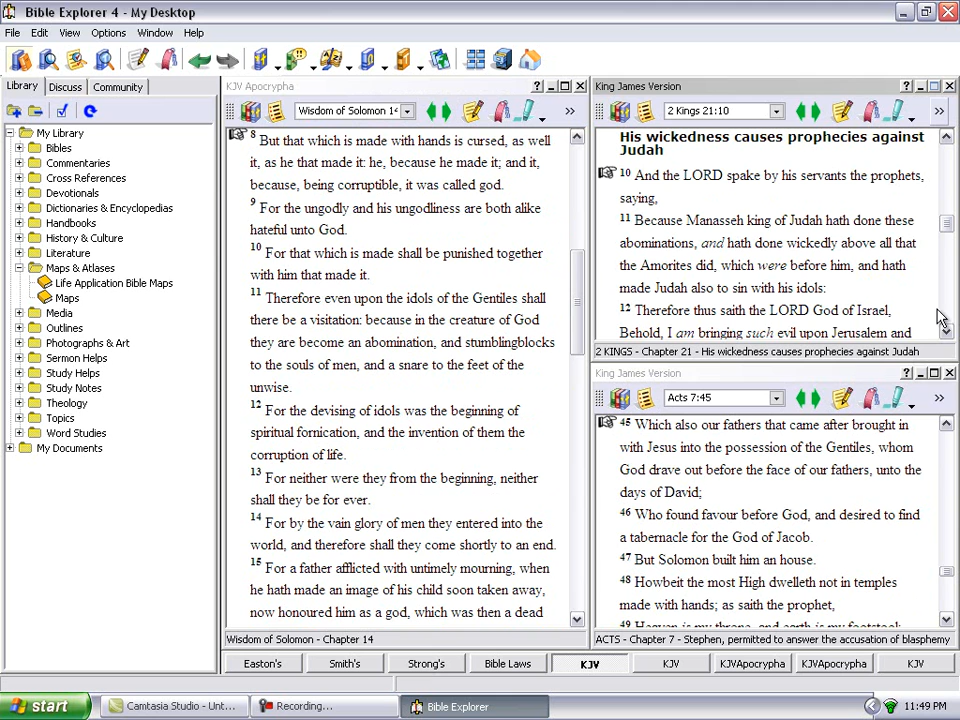 Bible Explorer 4 - My Desktop
File Edit View Options Window Help
Library Discuss Community
My Library
Bibles
Commentaries
Cross References
Devotionals
Dictionaries & Encyclopedias
Handbooks
History & Culture
Literature
Maps & Atlases
Life Application Bible Maps
Maps
Media
Outlines
Photographs & Art
Sermon Helps
Study Helps
Study Notes
Theology
Topics
Word Studies
My Documents
KJV Apocrypha
Wisdom of Solomon 14
8 But that which is made with hands is cursed, as well
it, as he that made it: he, because he made it; and it,
because, being corruptible, it was called god.
9 For the ungodly and his ungodliness are both alike
hateful unto God.
10 For that which is made shall be punished together
with him that made it.
11 Therefore even upon the idols of the Gentiles shall
there be a visitation: because in the creature of God
they are become an abomination, and stumblingblocks
to the souls of men, and a snare to the feet of the
unwise.
12 For the devising of idols was the beginning of
spiritual fornication, and the invention of them the
corruption of life.
13 For neither were they from the beginning, neither
shall they be for ever.
14 For by the vain glory of men they entered into the
world, and therefore shall they come shortly to an end.
15 For a father afflicted with untimely mourning, when
he hath made an image of his child soon taken away,
now honoured him as a god, which was then a dead
Wisdom of Solomon - Chapter 14
King James Version
2 Kings 21:10
His wickedness causes prophecies against
Judah
10 And the LORD spake by his servants the prophets,
saying,
11 Because Manasseh king of Judah hath done these
abominations, and hath done wickedly above all that
the Amorites did, which were before him, and hath
made Judah also to sin with his idols:
12 Therefore thus saith the LORD God of Israel,
Behold, I am bringing such evil upon Jerusalem and
2 KINGS - Chapter 21 - His wickedness causes prophecies against Judah
King James Version
Acts 7:45
45 Which also our fathers that came after brought in
with Jesus into the possession of the Gentiles, whom
God drave out before the face of our fathers, unto the
days of David;
46 Who found favour before God, and desired to find
a tabernacle for the God of Jacob.
47 But Solomon built him an house.
48 Howbeit the most High dwelleth not in temples
made with hands; as saith the prophet,
49 Heaven is my throne, and earth is my footstool:
ACTS - Chapter 7 - Stephen, permitted to answer the accusation of blasphemy
Easton's Smith's Strong's Bible Laws KJV KJV KJVApocrypha KJVApocrypha KJV
start Camtasia Studio - Unt... Recording... Bible Explorer 11:49 PM